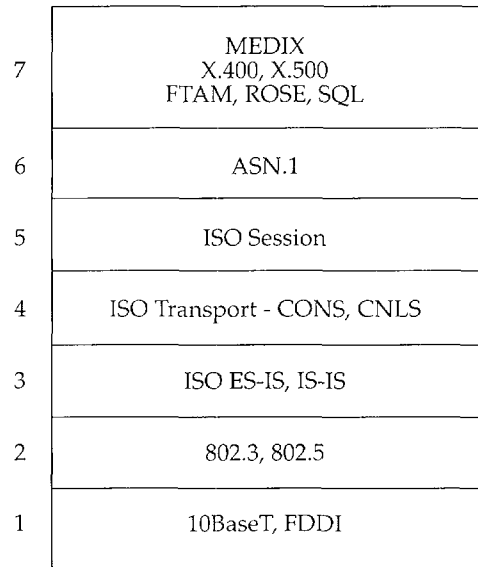 7
MEDIX
X.400, X.500
FTAM, ROSE, SQL
6
ASN.1
5
ISO Session
4
ISO Transport - CONS, CNLS
3
ISO ES-IS, IS-IS
2
802.3, 802.5
1
10BaseT, FDDI